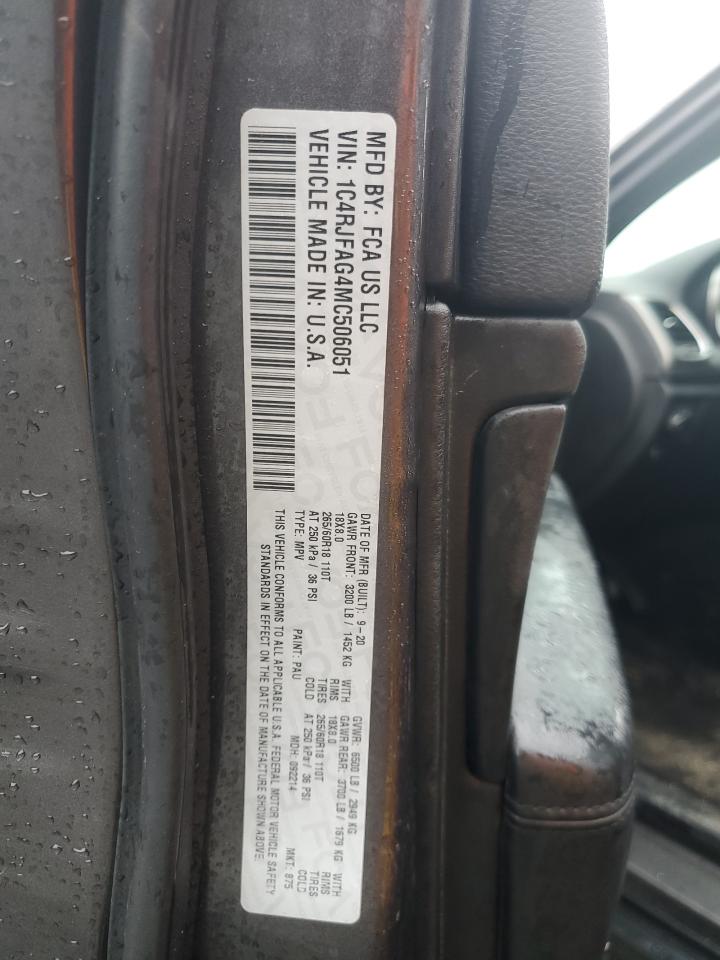 MFD BY: FCA US LLC
VIN: 1C4RJFAG4MC506051
VEHICLE MADE IN: U.S.A.
DATE OF MFR (BUILT): 9-20 GVWR: 6500 LB / 2949 KG
GAWR FRONT: 3200 LB / 1452 KG WITH GAWR REAR: 3700 LB / 1679 KG WITH
18X8.0 RIMS 18X8.0 RIMS
265/60R18 110T TIRES 265/60R18 110T TIRES
AT 250 kPa / 36 PSI COLD AT 250 kPa / 36 PSI COLD
TYPE: MPV PAINT: PAU MDH: 092214 MKT: 875
THIS VEHICLE CONFORMS TO ALL APPLICABLE U.S.A. FEDERAL MOTOR VEHICLE SAFETY
STANDARDS IN EFFECT ON THE DATE OF MANUFACTURE SHOWN ABOVE.